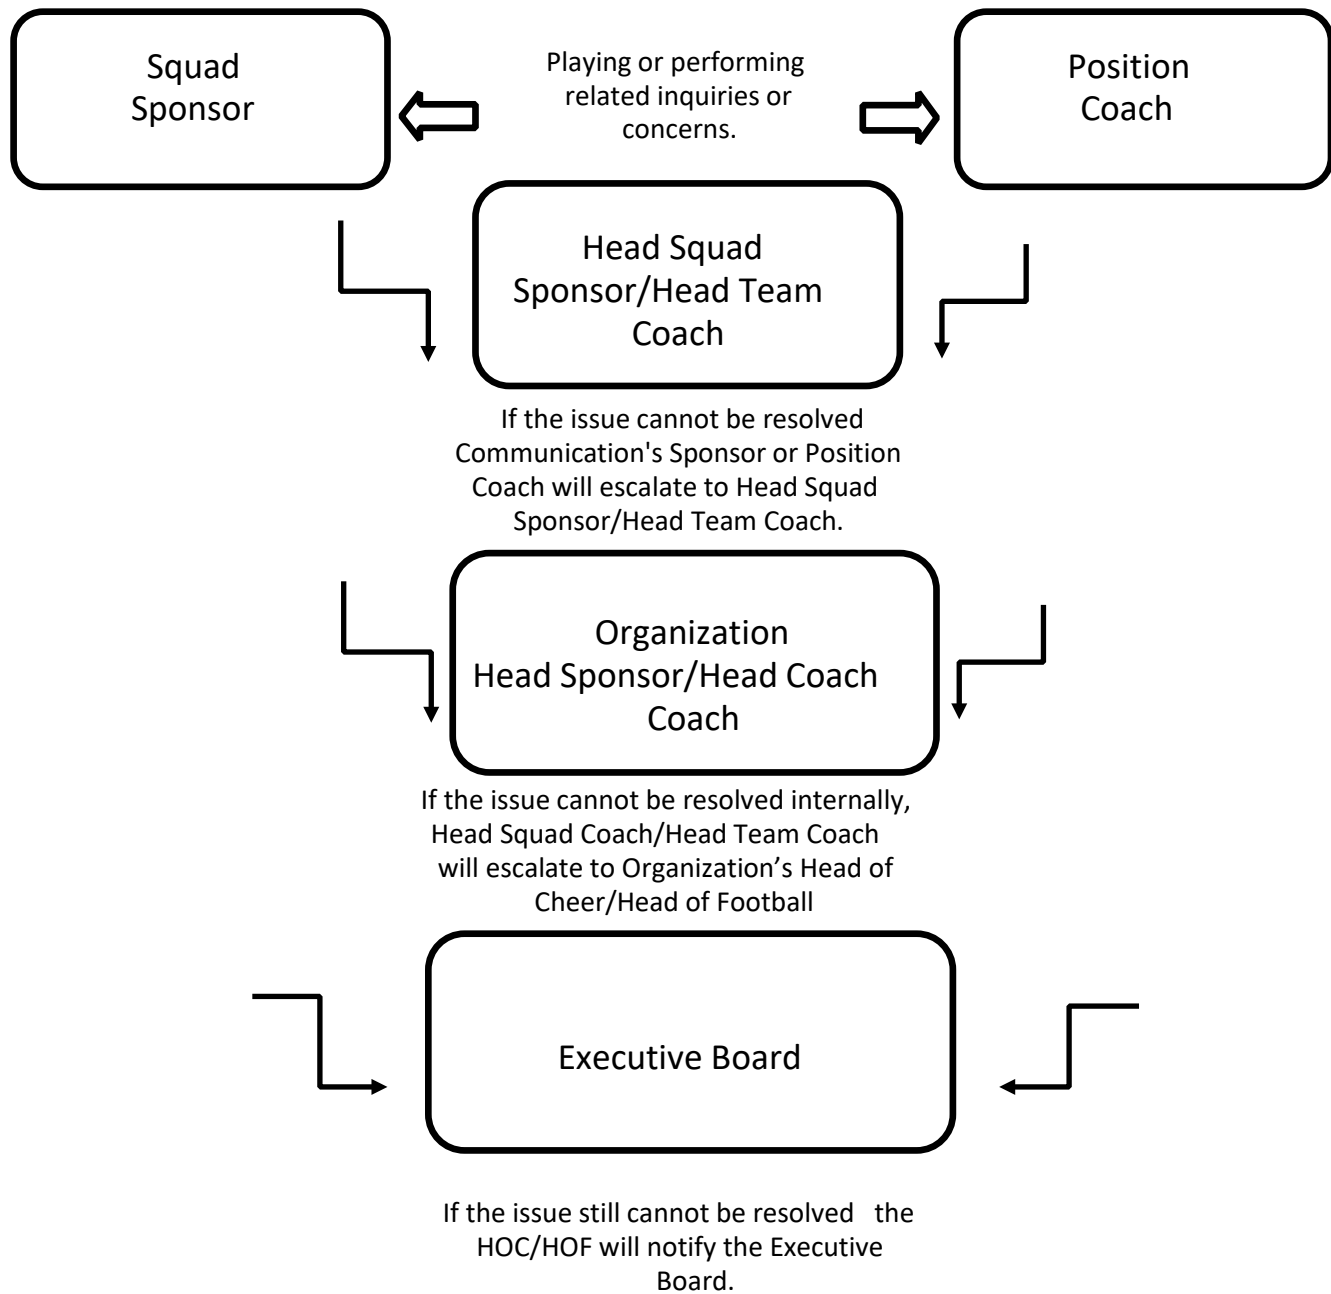 Squad
Sponsor
Playing or performing
related inquiries or
concerns.
Position
Coach
Head Squad
Sponsor/Head Team
Coach
If the issue cannot be resolved
Communication's Sponsor or Position
Coach will escalate to Head Squad
Sponsor/Head Team Coach.
Organization
Head Sponsor/Head Coach
Coach
If the issue cannot be resolved internally,
Head Squad Coach/Head Team Coach
will escalate to Organization’s Head of
Cheer/Head of Football
Executive Board
If the issue still cannot be resolved the
HOC/HOF will notify the Executive
Board.